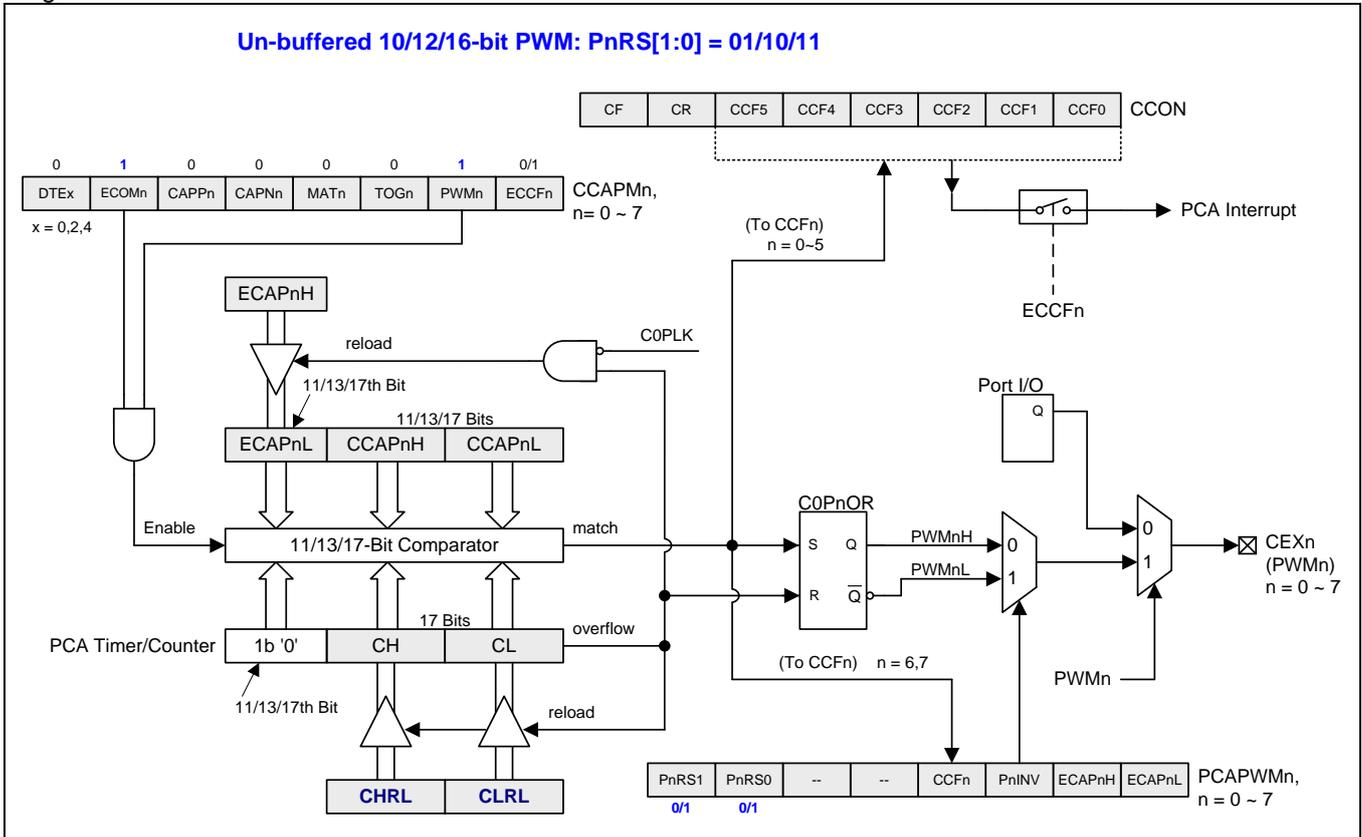 Un-buffered 10/12/16-bit PWM: PnRS[1:0] = 01/10/11
CF CR CCF5 CCF4 CCF3 CCF2 CCF1 CCF0 CCON
0 1 0 0 0 0 1 0/1
DTEx ECOMn CAPPn CAPNn MATn TOGn PWMn ECCFn
CCAPMn,
n= 0 ~ 7
x = 0,2,4
(To CCFn)
n = 0~5
PCA Interrupt
ECCFn
ECAPnH
reload
C0PLK
11/13/17th Bit
11/13/17 Bits
ECAPnL CCAPnH CCAPnL
Port I/O
Q
Enable
11/13/17-Bit Comparator
match
C0PnOR
S Q
R Q
PWMnH
PWMnL
0
1
0
1
CEXn
(PWMn)
n = 0 ~ 7
17 Bits
PCA Timer/Counter
1b '0' CH CL
overflow
11/13/17th Bit
reload
(To CCFn) n = 6,7
PWMn
CHRL CLRL
PnRS1 PnRS0 -- -- CCFn PnINV ECAPnH ECAPnL
0/1 0/1
PCAPWMn,
n = 0 ~ 7